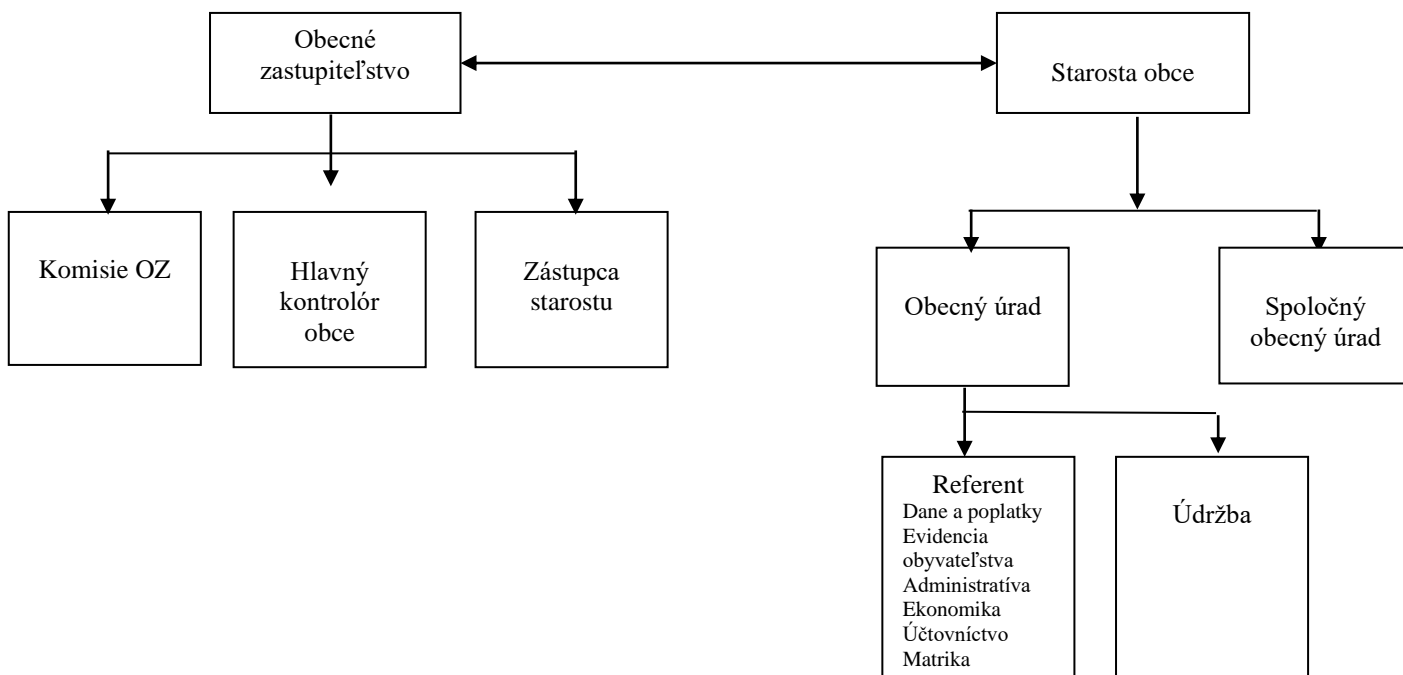 Obecné
zastupiteľstvo
Starosta obce
Komisie OZ
Hlavný
kontrolór
obce
Zástupca
starostu
Obecný úrad
Spoločný
obecný úrad
Referent
Dane a poplatky
Evidencia
obyvateľstva
Administratíva
Ekonomika
Účtovníctvo
Matrika
Údržba